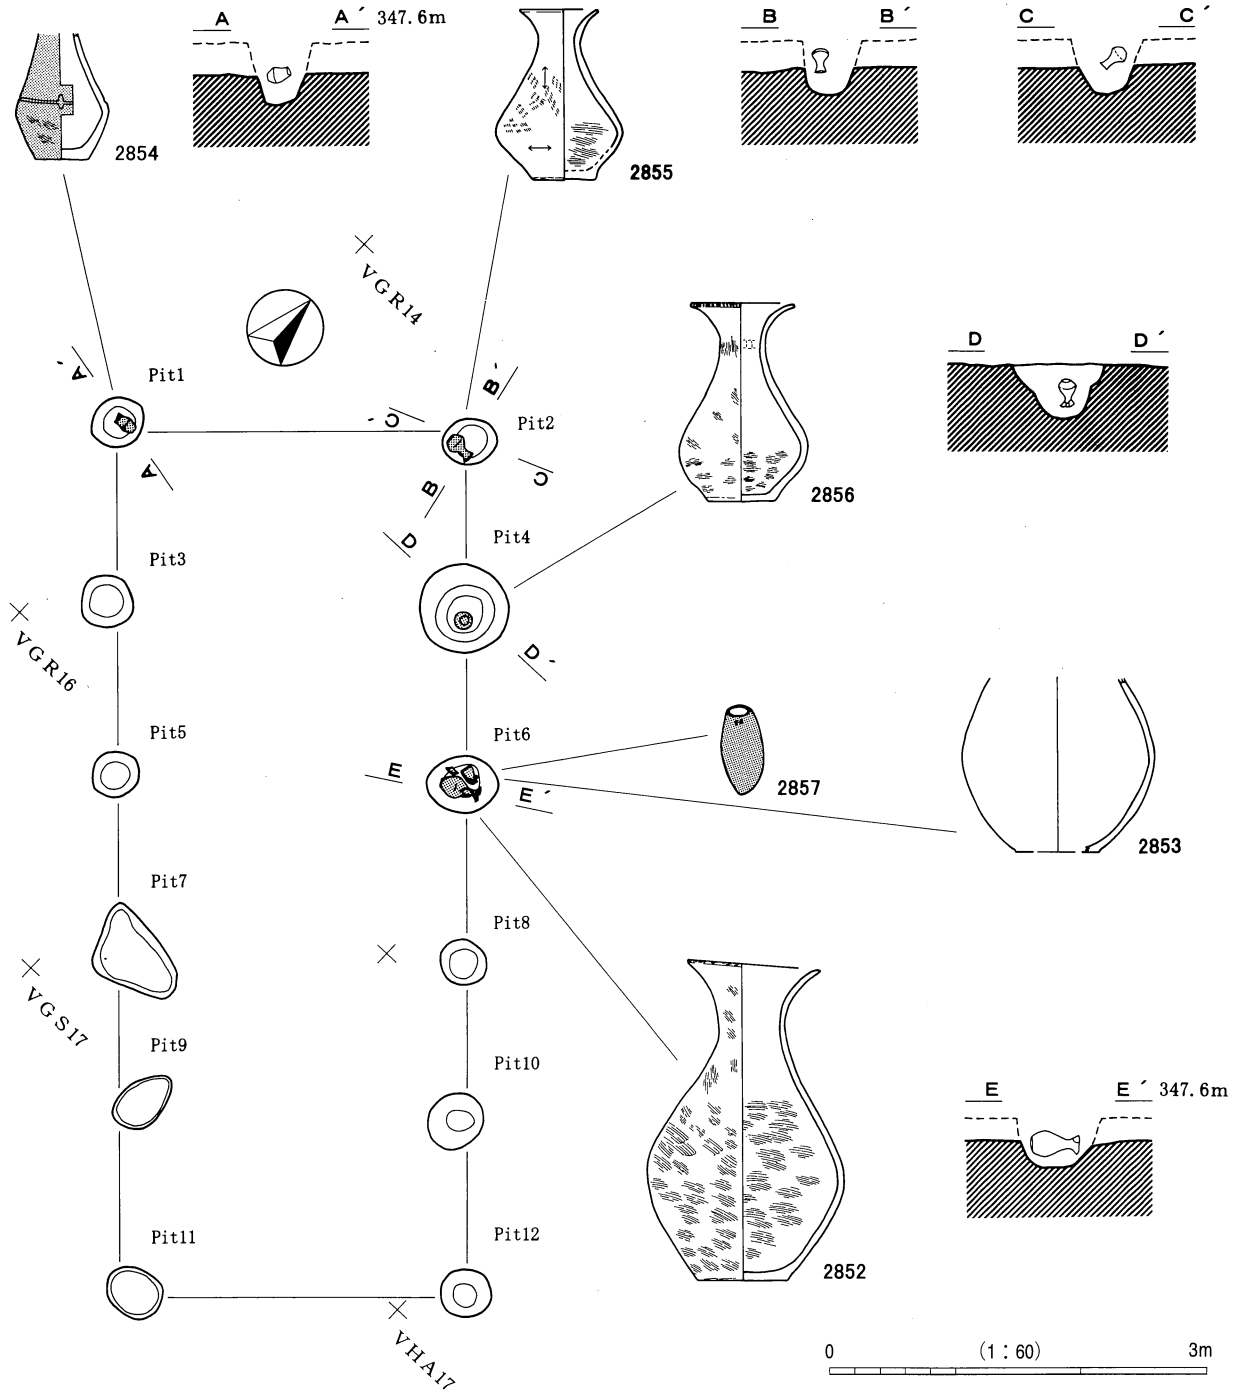 A A´ 347.6m
B B´
C C´
2854
2855
VGR14
D D´
A´
Pit1
B´
C´
Pit2
A
C
B
2856
Pit3
D
Pit4
VGR16
D´
Pit5
Pit6
E
E´
2857
2853
Pit7
Pit8
VGS17
Pit9
Pit10
E E´ 347.6m
Pit11
Pit12
2852
VHA17
0 (1:60) 3m